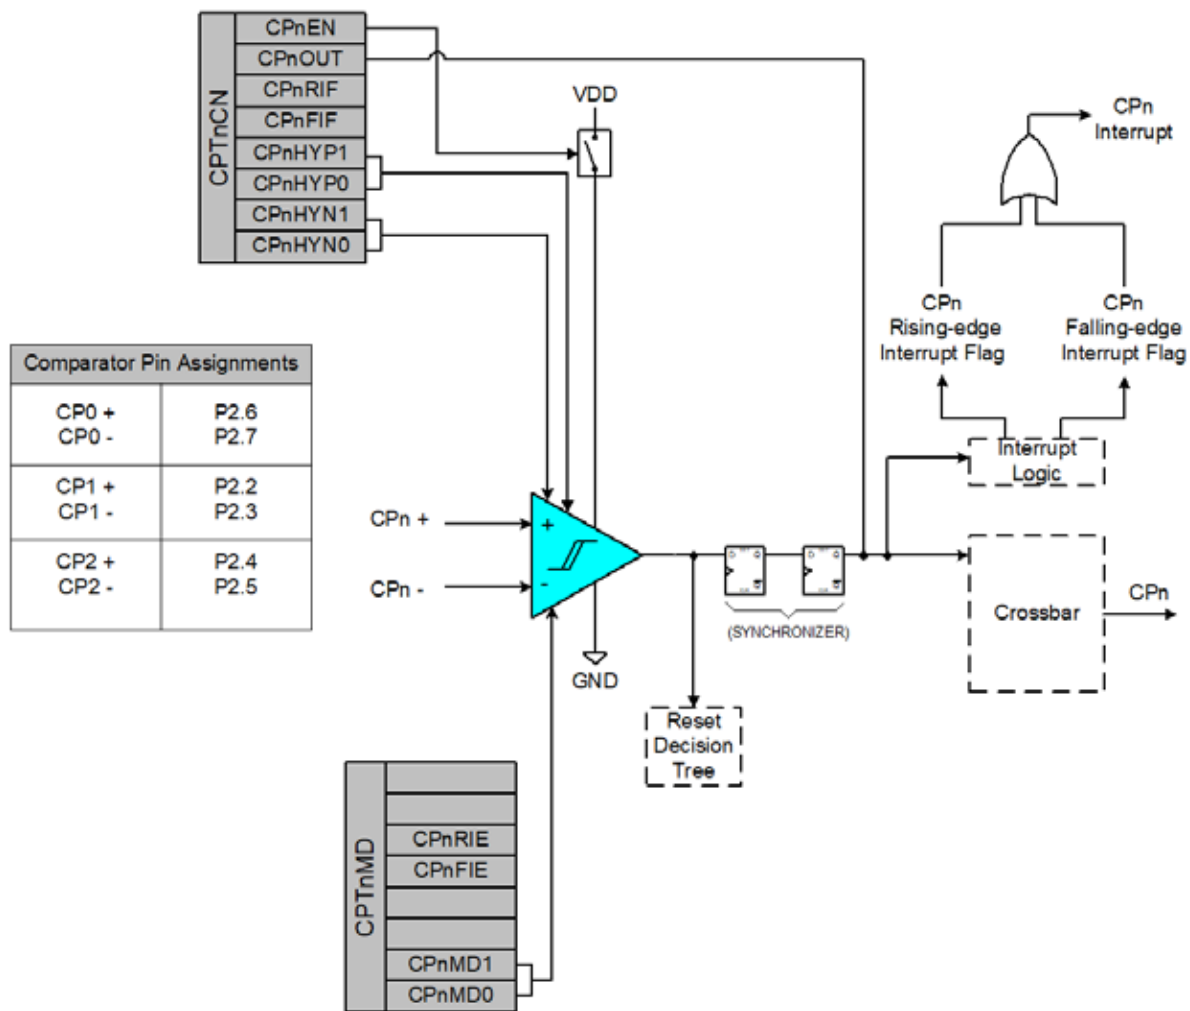 CPTnCN
CPnEN
CPnOUT
CPnRIF
CPnFIF
CPnHYP1
CPnHYP0
CPnHYN1
CPnHYN0
VDD
CPn
Interrupt
CPn
Rising-edge
Interrupt Flag
CPn
Falling-edge
Interrupt Flag
Comparator Pin Assignments
CP0 + P2.6
CP0 - P2.7
CP1 + P2.2
CP1 - P2.3
CP2 + P2.4
CP2 - P2.5
Interrupt
Logic
CPn +
+
CPn -
-
GND
(SYNCHRONIZER)
Reset
Decision
Tree
Crossbar
CPn
CPTnMD
CPnRIE
CPnFIE
CPnMD1
CPnMD0